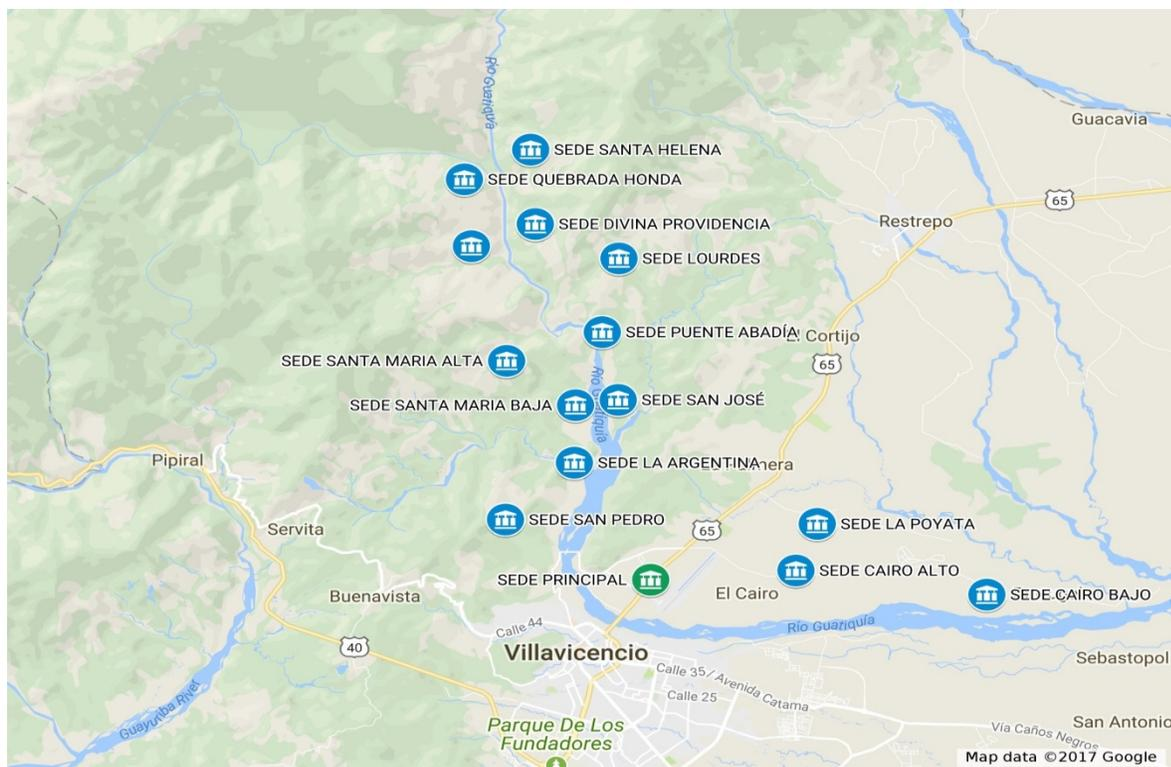 Río Guatiquía
Guacavia
SEDE SANTA HELENA
SEDE QUEBRADA HONDA
65
Restrepo
SEDE DIVINA PROVIDENCIA
SEDE LOURDES
SEDE PUENTE ABADÍA
El Cortijo
SEDE SANTA MARIA ALTA
65
SEDE SANTA MARIA BAJA
Río Guatiquía
SEDE SAN JOSÉ
Pipiral
SEDE LA ARGENTINA
SEDE SAN PEDRO
Servita
65
SEDE LA POYATA
SEDE PRINCIPAL
SEDE CAIRO ALTO
Buenavista
El Cairo
SEDE CAIRO BAJO
Calle 44
Río Guatiquía
40
Villavicencio
Sebastopol
Calle 35 / Avenida Catama
Calle 25
Guayuriba River
Parque De Los
Fundadores
San Antonio
Vía Caños Negros
Map data ©2017 Google